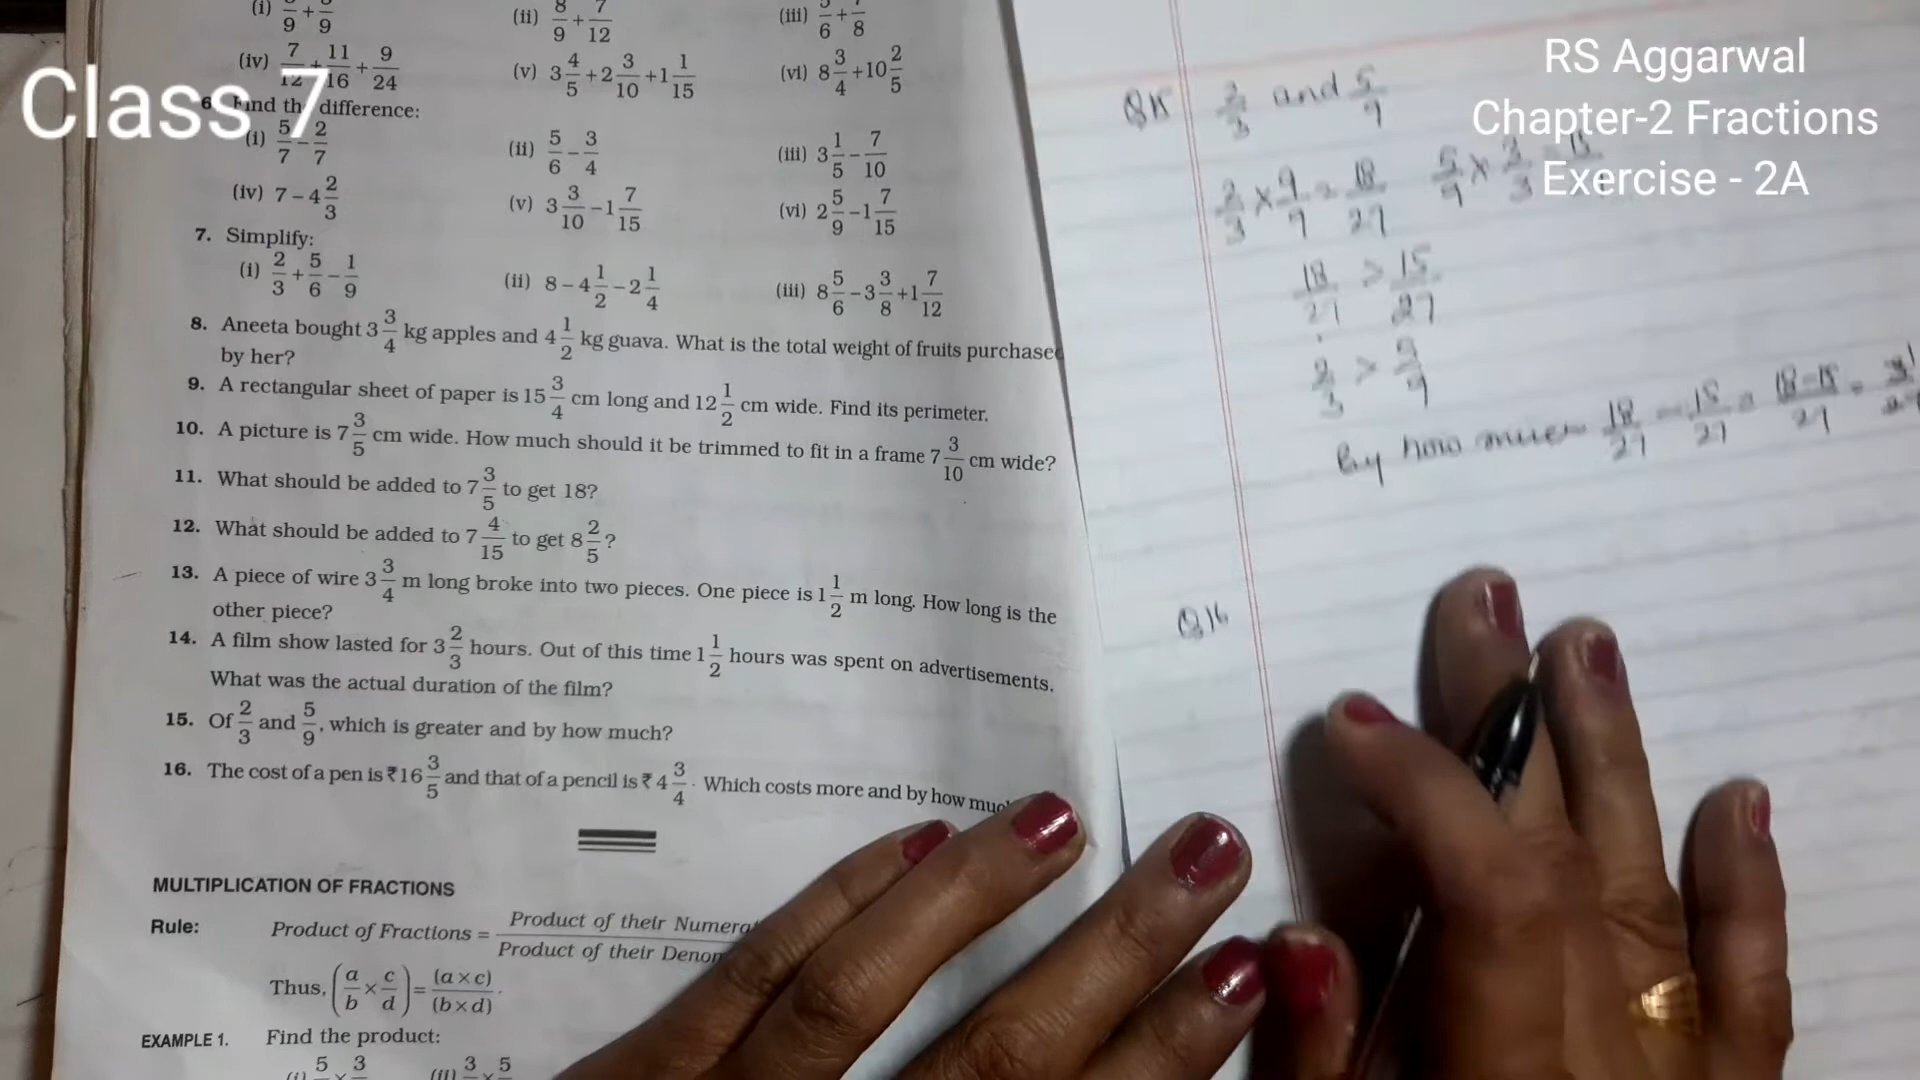 (ii) 8/9 + 7/12
(iv) 7/12 + 11/16 + 9/24 (v) 3 4/5 + 2 3/10 + 1 1/15 (vi) 8 3/4 + 10 2/5
Class 7
difference:
(i) 5/7 − 2/7 (ii) 5/6 − 3/4 (iii) 3 1/5 − 7/10
(iv) 7 − 4 2/3 (v) 3 3/10 − 1 7/15 (vi) 2 5/9 − 1 7/15
7. Simplify:
(i) 2/3 + 5/6 − 1/9 (ii) 8 − 4 1/2 − 2 1/4 (iii) 8 5/6 − 3 3/8 + 1 7/12
8. Aneeta bought 3 3/4 kg apples and 4 1/2 kg guava. What is the total weight of fruits purchased
by her?
9. A rectangular sheet of paper is 15 3/4 cm long and 12 1/2 cm wide. Find its perimeter.
10. A picture is 7 3/5 cm wide. How much should it be trimmed to fit in a frame 7 3/10 cm wide?
11. What should be added to 7 3/5 to get 18?
12. What should be added to 7 4/15 to get 8 2/5?
13. A piece of wire 3 3/4 m long broke into two pieces. One piece is 1 1/2 m long. How long is the
other piece?
14. A film show lasted for 3 2/3 hours. Out of this time 1 1/2 hours was spent on advertisements.
What was the actual duration of the film?
15. Of 2/3 and 5/9, which is greater and by how much?
16. The cost of a pen is ₹16 3/5 and that of a pencil is ₹ 4 3/4. Which costs more and by how
MULTIPLICATION OF FRACTIONS
Rule: Product of Fractions = Product of their / Product of their
Thus, (a/b × c/d) = (a×c)/(b×d).
EXAMPLE 1. Find the product:
5 × 3 3 × 5
RS Aggarwal
Chapter-2 Fractions
Exercise - 2A
Q15 2/3 and 5/9
2/3 × 9/9 = 18/27 5/9 × 3/3 = 15
18/27 > 15/27
2/3 > 5/9
By how much 18/27 − 15/27 = 18−15/27 =
Q16